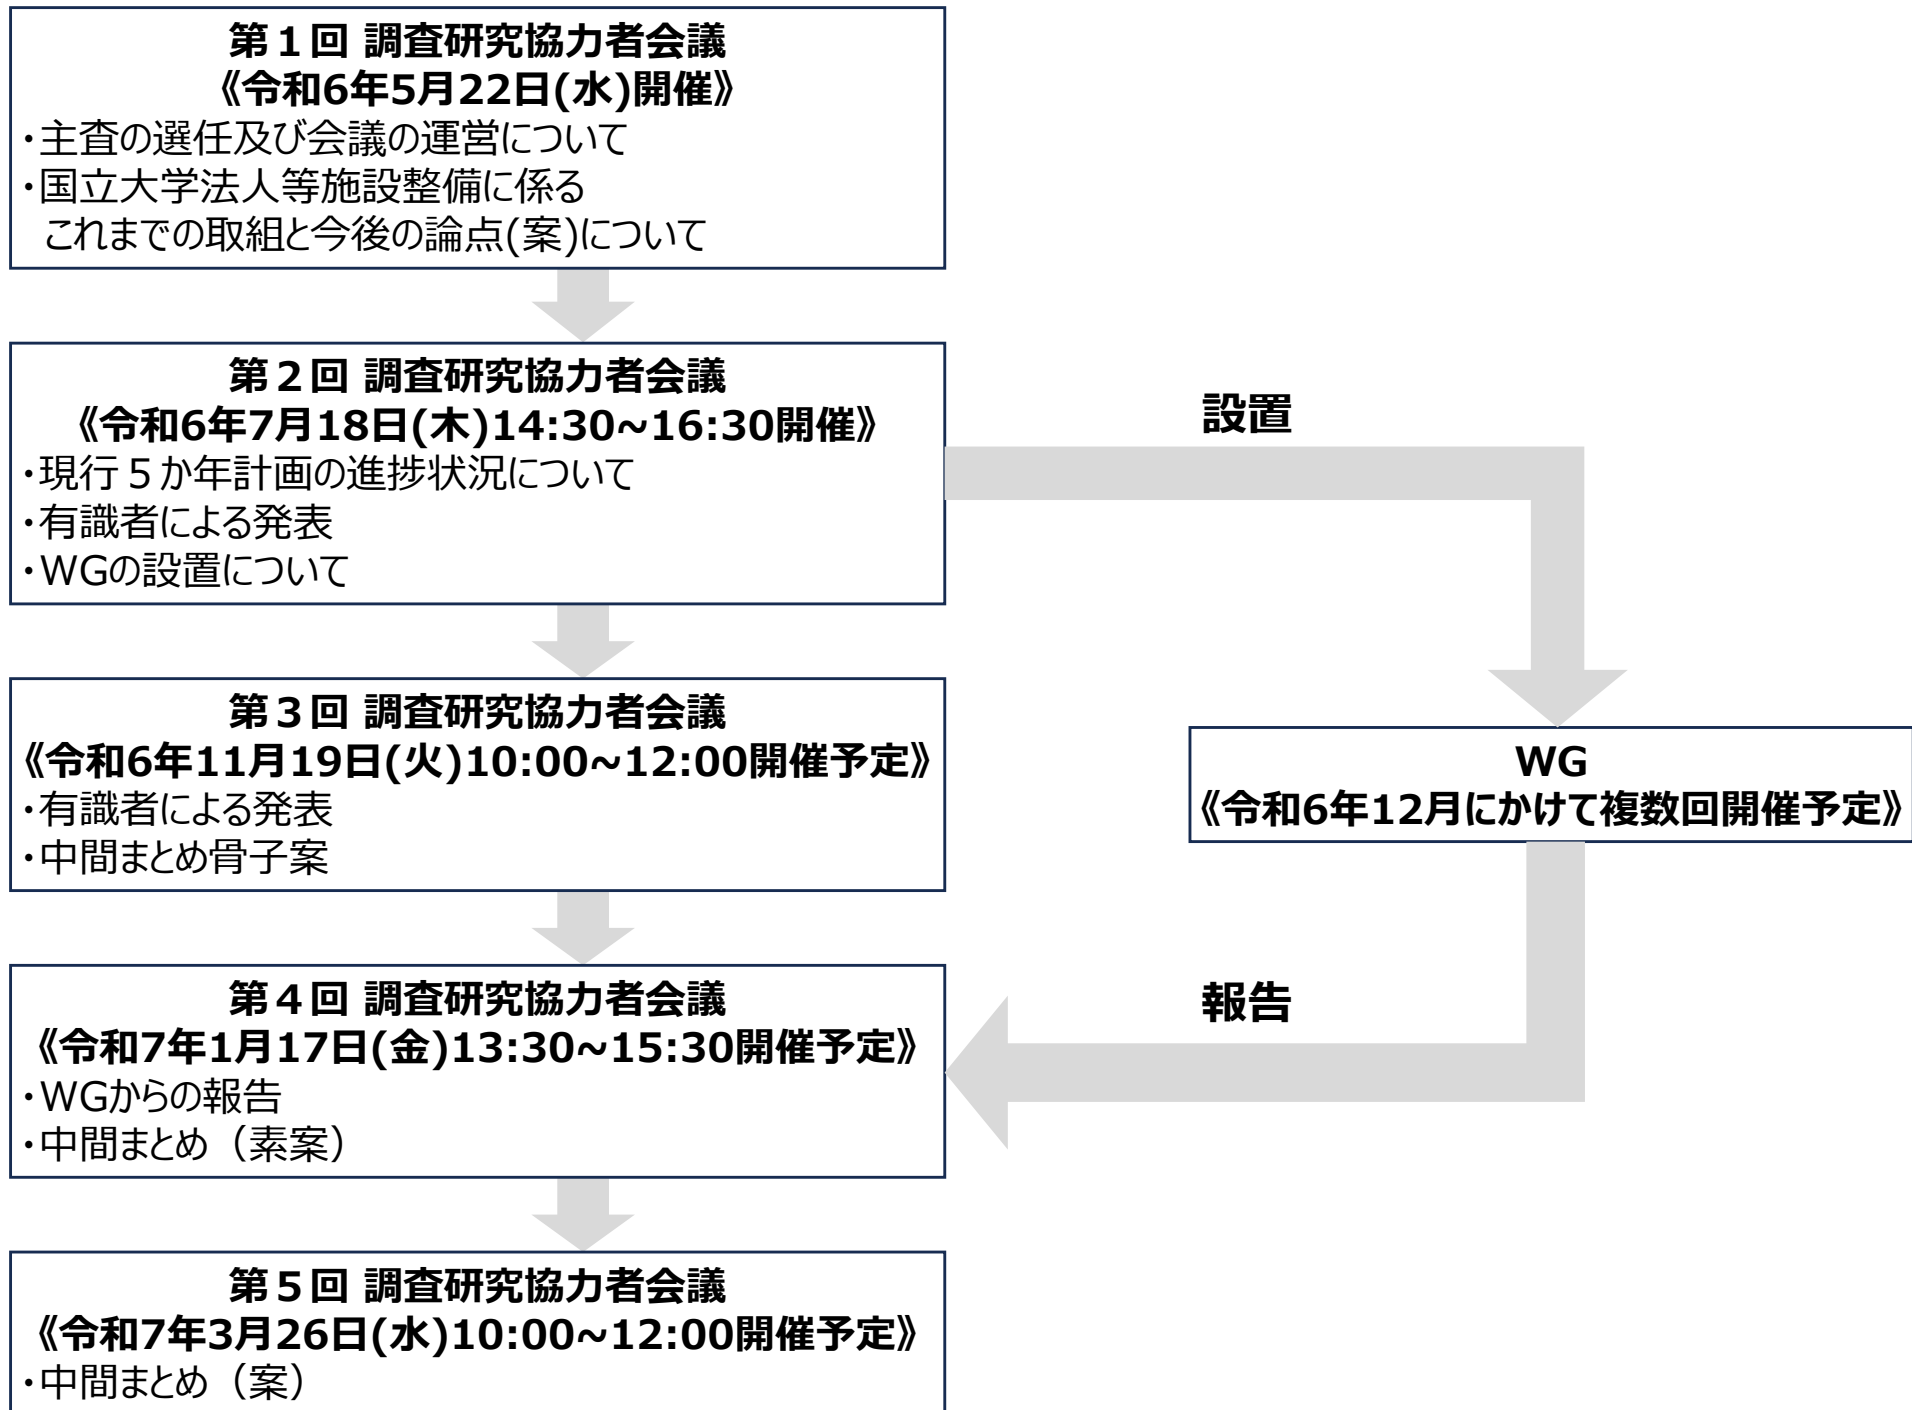 第１回 調査研究協力者会議
《令和6年5月22日(水)開催》
・主査の選任及び会議の運営について
・国立大学法人等施設整備に係る
これまでの取組と今後の論点(案)について
第２回 調査研究協力者会議
《令和6年7月18日(木)14:30~16:30開催》
・現行５か年計画の進捗状況について
・有識者による発表
・WGの設置について
設置
第３回 調査研究協力者会議
《令和6年11月19日(火)10:00~12:00開催予定》
・有識者による発表
・中間まとめ骨子案
WG
《令和6年12月にかけて複数回開催予定》
報告
第４回 調査研究協力者会議
《令和7年1月17日(金)13:30~15:30開催予定》
・WGからの報告
・中間まとめ（素案）
第５回 調査研究協力者会議
《令和7年3月26日(水)10:00~12:00開催予定》
・中間まとめ（案）